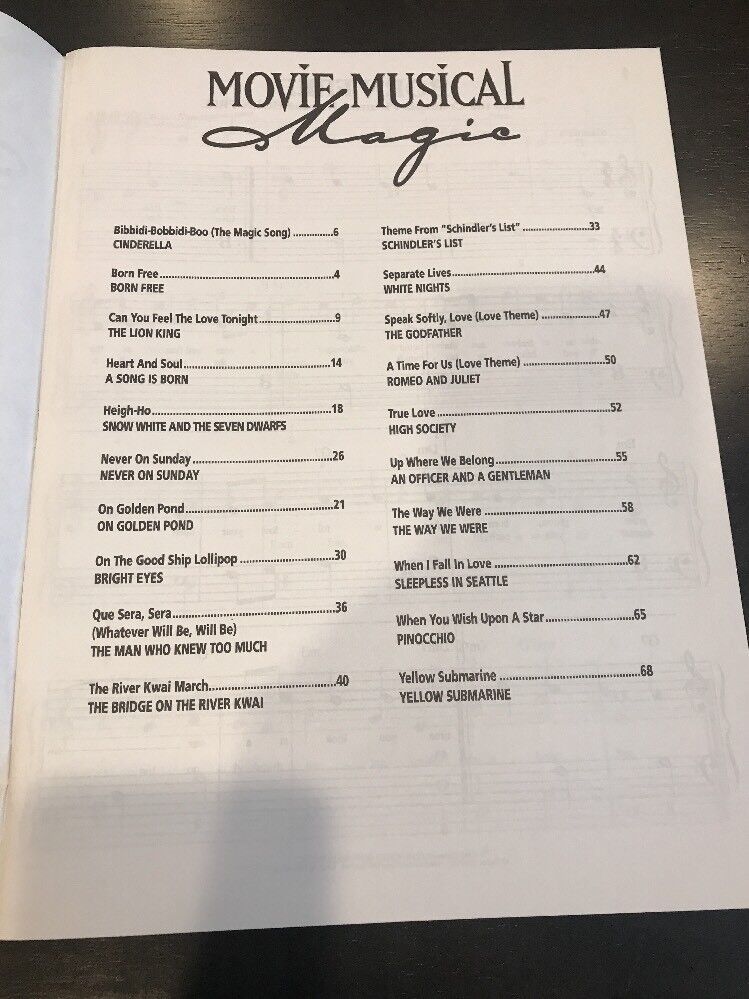 MOVIE MUSICAL
Magic
Bibbidi-Bobbidi-Boo (The Magic Song) ..............6
CINDERELLA
Born Free..........................................................4
BORN FREE
Can You Feel The Love Tonight.........................9
THE LION KING
Heart And Soul................................................14
A SONG IS BORN
Heigh-Ho..........................................................18
SNOW WHITE AND THE SEVEN DWARFS
Never On Sunday.............................................26
NEVER ON SUNDAY
On Golden Pond...............................................21
ON GOLDEN POND
On The Good Ship Lollipop ..............................30
BRIGHT EYES
Que Sera, Sera..................................................36
(Whatever Will Be, Will Be)
THE MAN WHO KNEW TOO MUCH
The River Kwai March.......................................40
THE BRIDGE ON THE RIVER KWAI
Theme From "Schindler's List" ........................33
SCHINDLER'S LIST
Separate Lives..................................................44
WHITE NIGHTS
Speak Softly, Love (Love Theme) .....................47
THE GODFATHER
A Time For Us (Love Theme) ............................50
ROMEO AND JULIET
True Love .........................................................52
HIGH SOCIETY
Up Where We Belong........................................55
AN OFFICER AND A GENTLEMAN
The Way We Were ............................................58
THE WAY WE WERE
When I Fall In Love ...........................................62
SLEEPLESS IN SEATTLE
When You Wish Upon A Star.............................65
PINOCCHIO
Yellow Submarine .............................................68
YELLOW SUBMARINE